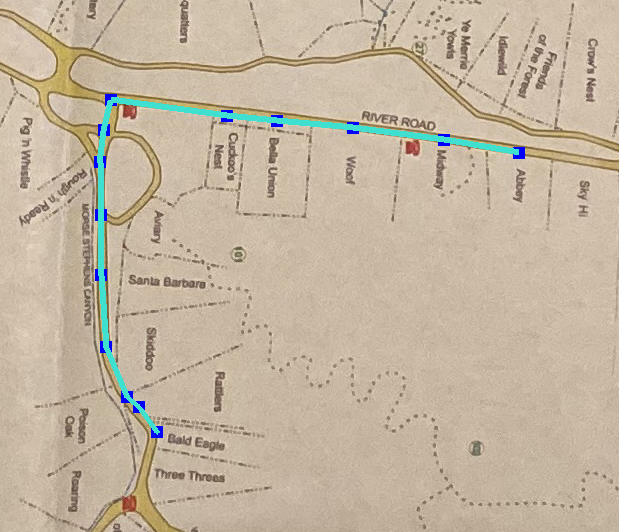 Ye Merrie
Yowts
Idlewild
Friends
of the Forest
Crow's Nest
RIVER ROAD
Pig 'n Whistle
Rough 'n Ready
Cuckoo's
Nest
Bella Union
Woof
Midway
Abbey
Sky Hi
Aviary
MORSE STEPHENS CANYON
101
Santa Barbara
Skiddoo
Rattlers
Poison
Oak
Bald Eagle
Three Threes
Roaring